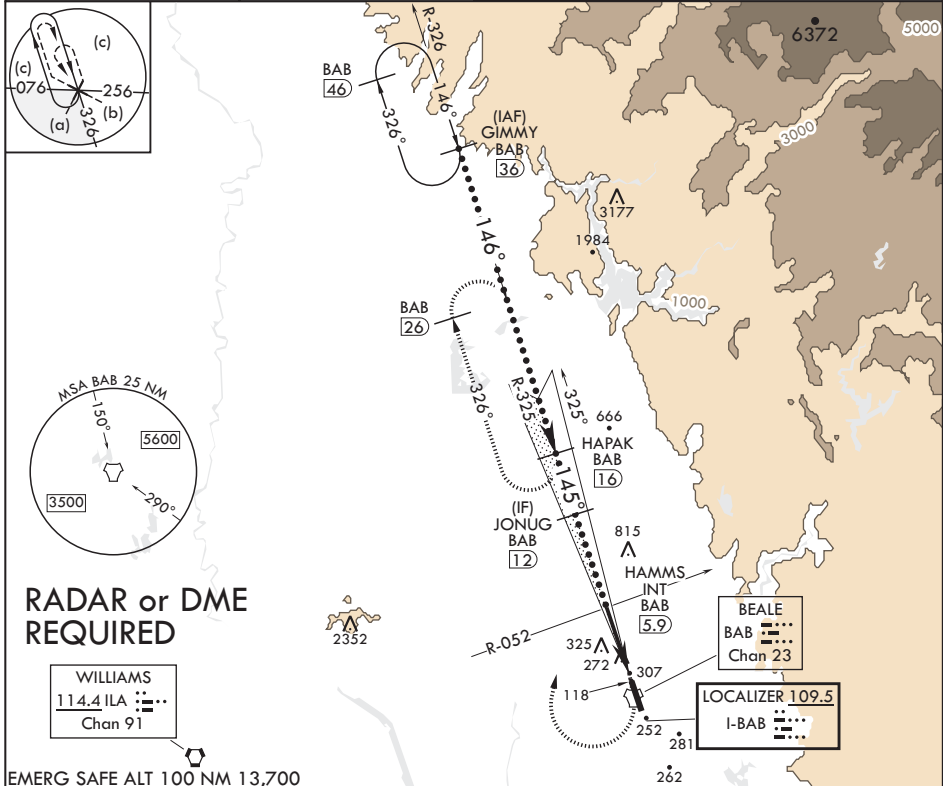 (c)
(c)
076
256
(a)
326
(b)
R-326
BAB
46
326°
146°
(IAF)
GIMMY
BAB
36
6372
5000
3000
3177
1984
1000
146°
BAB
26
326°
R-325
325°
666
HAPAK
BAB
16
145°
(IF)
JONUG
BAB
12
815
HAMMS
INT
BAB
5.9
MSA BAB 25 NM
150°
5600
3500
290°
RADAR or DME
REQUIRED
2352
R-052
325
272
307
118
252
281
262
BEALE
BAB
Chan 23
LOCALIZER 109.5
I-BAB
WILLIAMS
114.4 ILA
Chan 91
EMERG SAFE ALT 100 NM 13,700